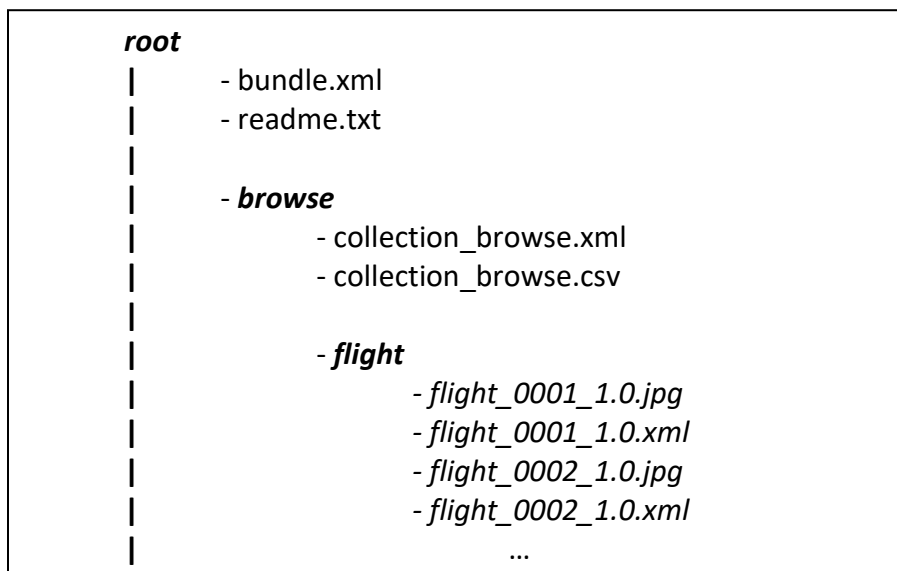 root
| - bundle.xml
| - readme.txt
|
| - browse
| - collection_browse.xml
| - collection_browse.csv
|
| - flight
| - flight_0001_1.0.jpg
| - flight_0001_1.0.xml
| - flight_0002_1.0.jpg
| - flight_0002_1.0.xml
| ...